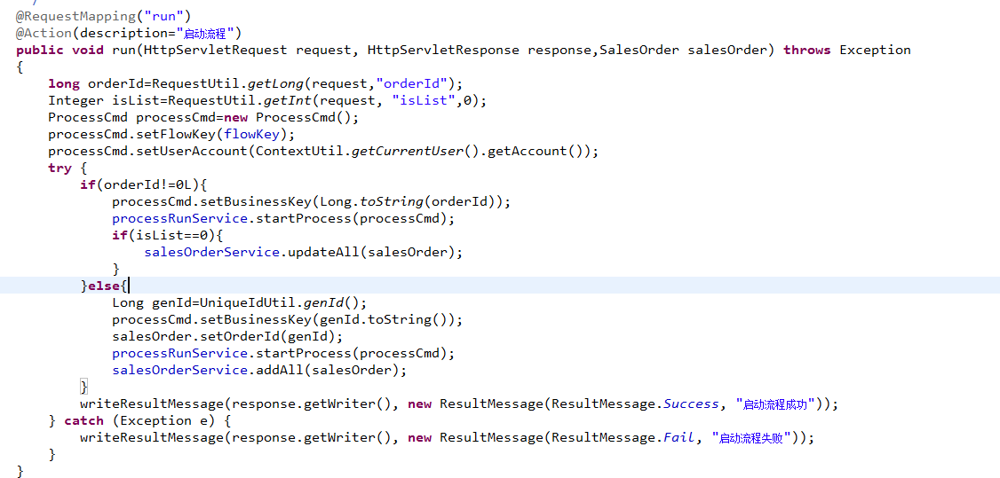 /
@RequestMapping("run")
@Action(description="启动流程")
public void run(HttpServletRequest request, HttpServletResponse response,SalesOrder salesOrder) throws Exception
{
    long orderId=RequestUtil.getLong(request,"orderId");
    Integer isList=RequestUtil.getInt(request, "isList",0);
    ProcessCmd processCmd=new ProcessCmd();
    processCmd.setFlowKey(flowKey);
    processCmd.setUserAccount(ContextUtil.getCurrentUser().getAccount());
    try {
        if(orderId!=0L){
            processCmd.setBusinessKey(Long.toString(orderId));
            processRunService.startProcess(processCmd);
            if(isList==0){
                salesOrderService.updateAll(salesOrder);
            }
        }else{
            Long genId=UniqueIdUtil.genId();
            processCmd.setBusinessKey(genId.toString());
            salesOrder.setOrderId(genId);
            processRunService.startProcess(processCmd);
            salesOrderService.addAll(salesOrder);
        }
        writeResultMessage(response.getWriter(), new ResultMessage(ResultMessage.Success, "启动流程成功"));
    } catch (Exception e) {
        writeResultMessage(response.getWriter(), new ResultMessage(ResultMessage.Fail, "启动流程失败"));
    }
}